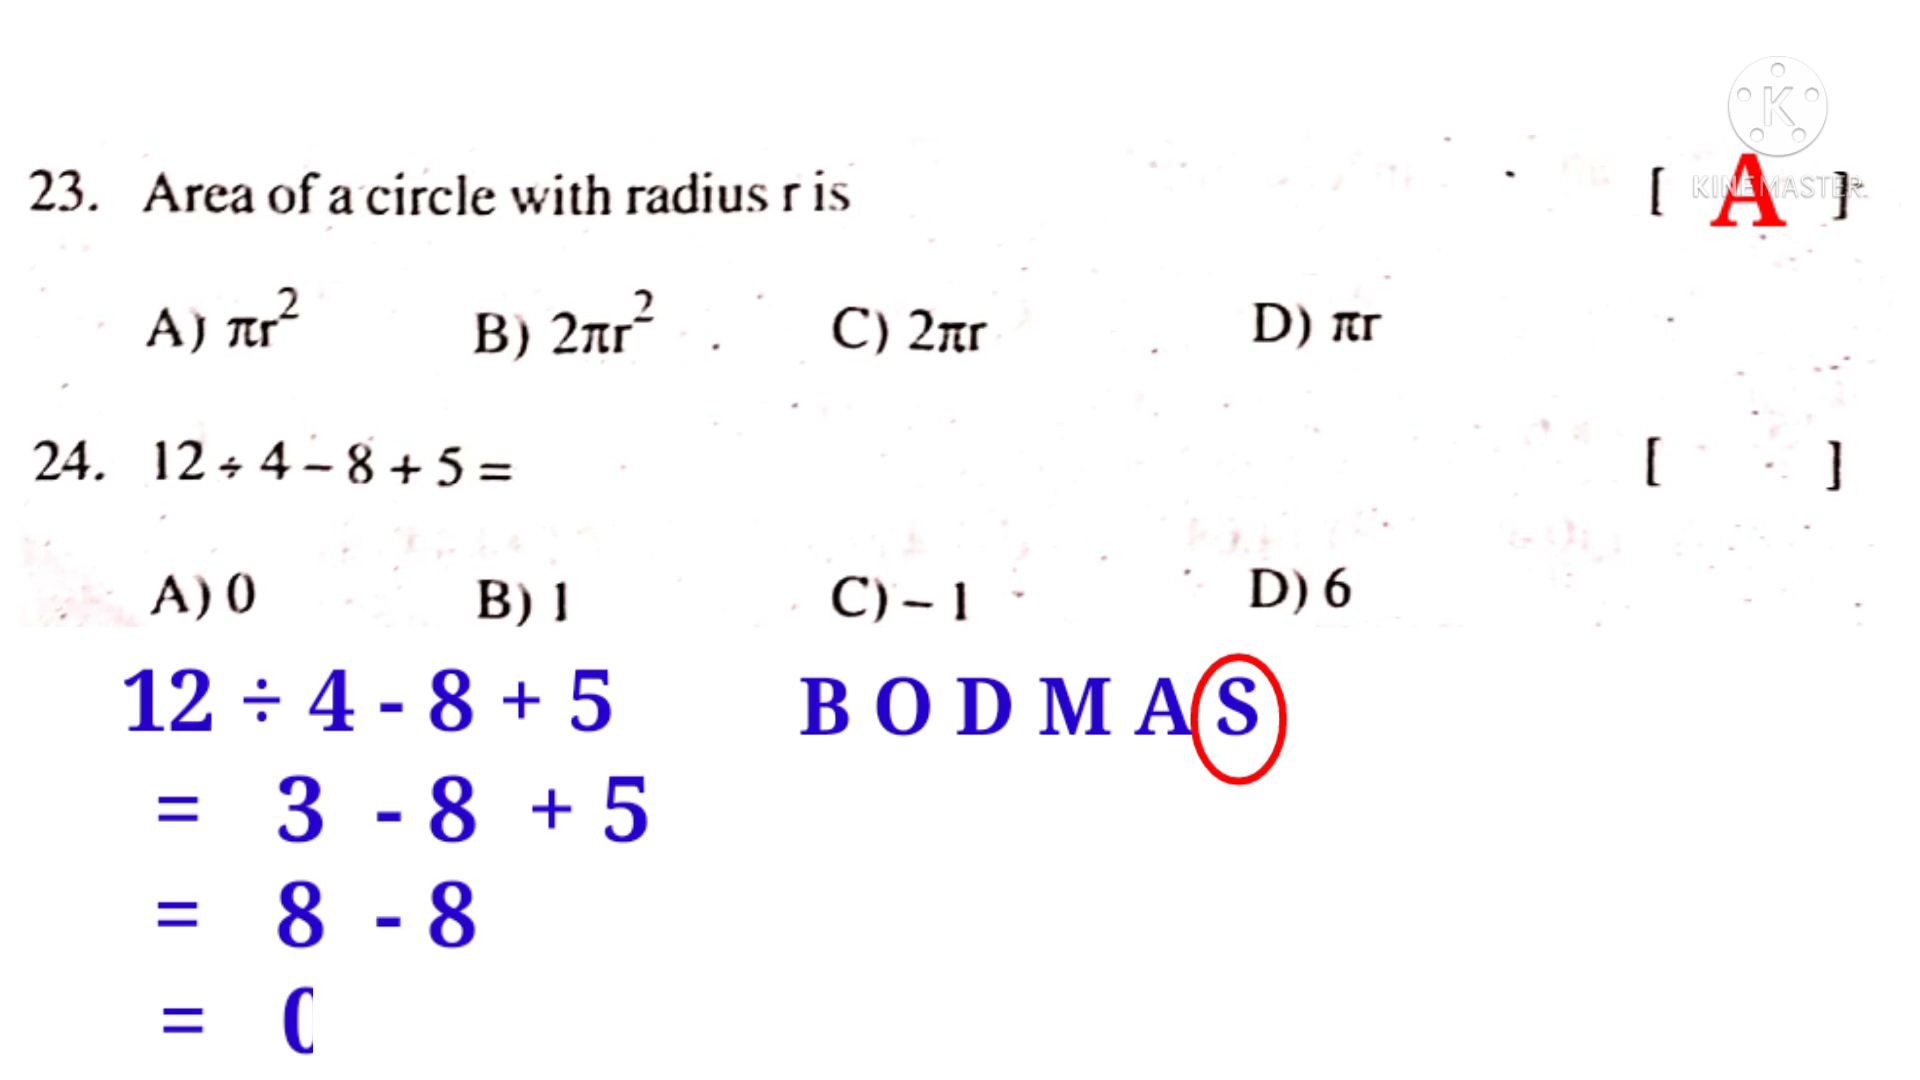 K
KINEMASTER
23. Area of a circle with radius r is [ A ]
A) πr² B) 2πr² C) 2πr D) πr
24. 12 ÷ 4 – 8 + 5 = [ ]
A) 0 B) 1 C) – 1 D) 6
12 ÷ 4 - 8 + 5 B O D M A S
= 3 - 8 + 5
= 8 - 8
= 0